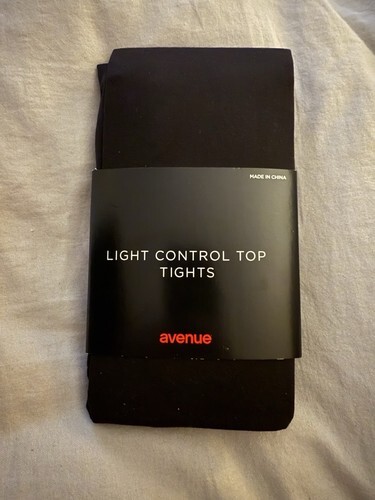 MADE IN CHINA
LIGHT CONTROL TOP
TIGHTS
avenue